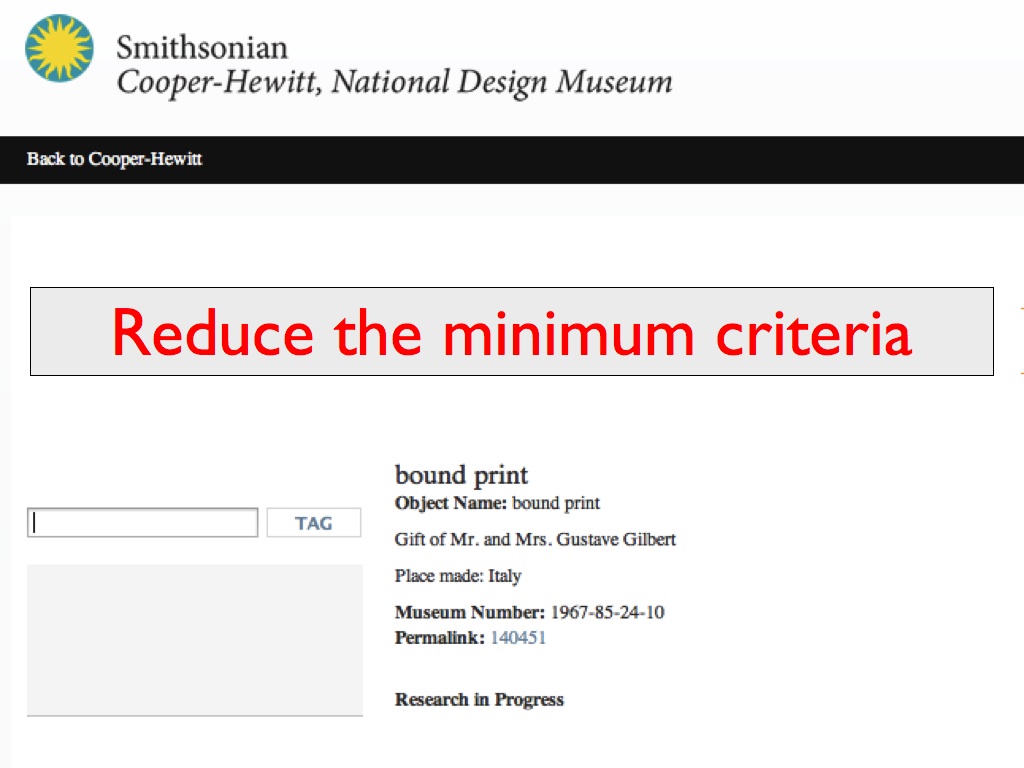 Smithsonian
Cooper-Hewitt, National Design Museum
Back to Cooper-Hewitt
Reduce the minimum criteria
bound print
Object Name: bound print
TAG
Gift of Mr. and Mrs. Gustave Gilbert
Place made: Italy
Museum Number: 1967-85-24-10
Permalink: 140451
Research in Progress